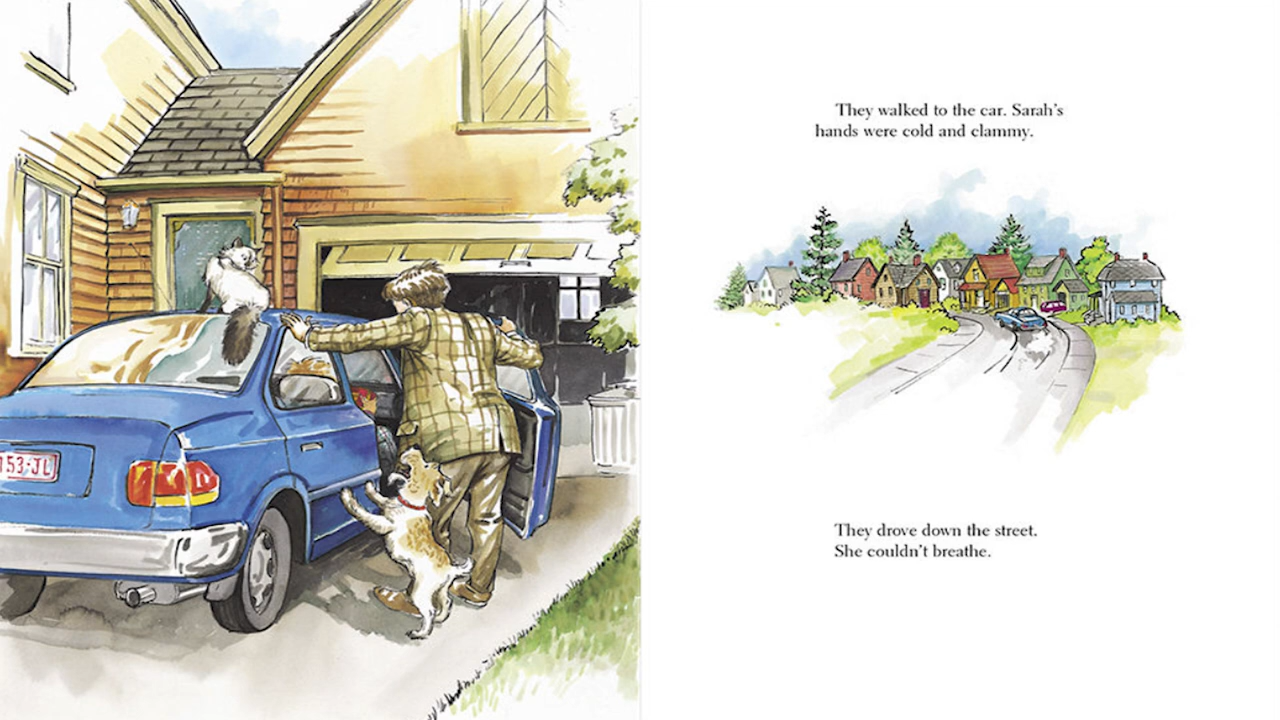 153-JL
They walked to the car. Sarah's
hands were cold and clammy.
They drove down the street.
She couldn't breathe.